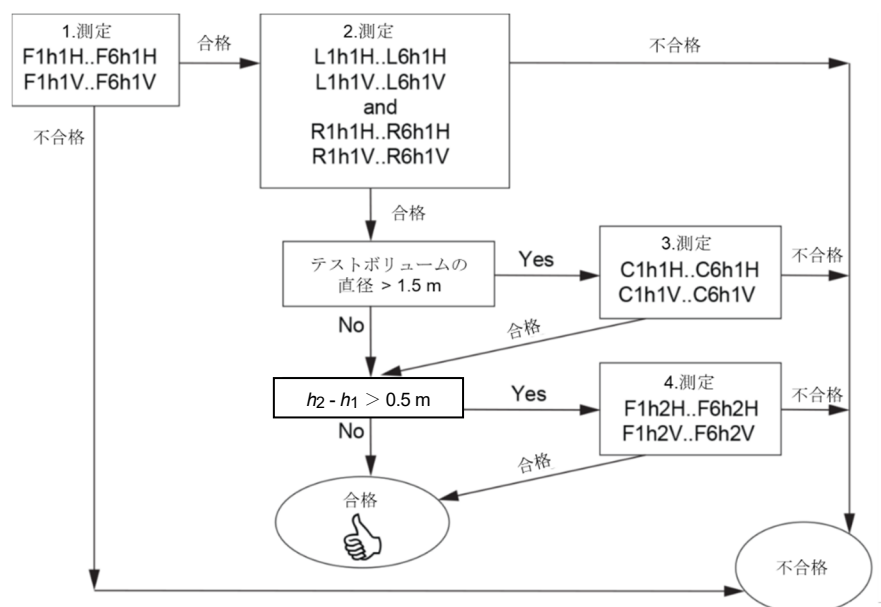 1.測定
F1h1H..F6h1H
F1h1V..F6h1V
合格
不合格
2.測定
L1h1H..L6h1H
L1h1V..L6h1V
and
R1h1H..R6h1H
R1h1V..R6h1V
不合格
合格
テストボリュームの
直径 > 1.5 m
Yes
No
3.測定
C1h1H..C6h1H
C1h1V..C6h1V
不合格
合格
h2 - h1 > 0.5 m
Yes
No
4.測定
F1h2H..F6h2H
F1h2V..F6h2V
不合格
合格
合格
不合格